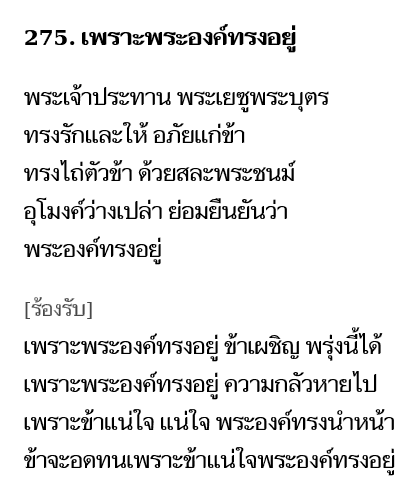 275. เพราะพระองค์ทรงอยู่
พระเจ้าประทาน พระเยซูพระบุตร
ทรงรักและให้ อภัยแก่ข้า
ทรงไถ่ตัวข้า ด้วยสละพระชนม์
อุโมงค์ว่างเปล่า ย่อมยืนยันว่า
พระองค์ทรงอยู่
[ร้องรับ]
เพราะพระองค์ทรงอยู่ ข้าเผชิญ พรุ่งนี้ได้
เพราะพระองค์ทรงอยู่ ความกลัวหายไป
เพราะข้าแน่ใจ แน่ใจ พระองค์ทรงนำหน้า
ข้าจะอดทนเพราะข้าแน่ใจพระองค์ทรงอยู่